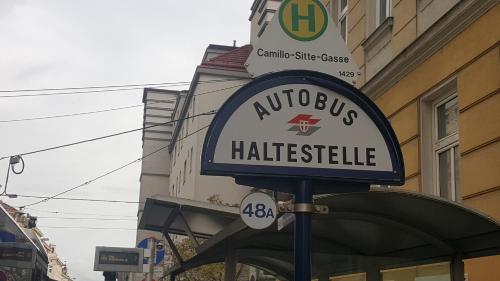 H
Camillo-Sitte-Gasse
1429
AUTOBUS
HALTESTELLE
48A